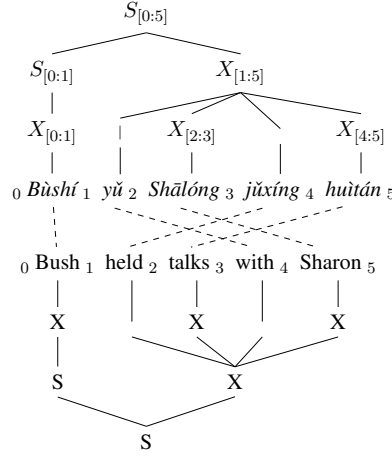 S[0:5]
S[0:1] X[1:5]
X[0:1] X[2:3] X[4:5]
0 Bùshí 1 yǔ 2 Shālóng 3 jǔxíng 4 huìtán 5
0 Bush 1 held 2 talks 3 with 4 Sharon 5
X X X
S X
S